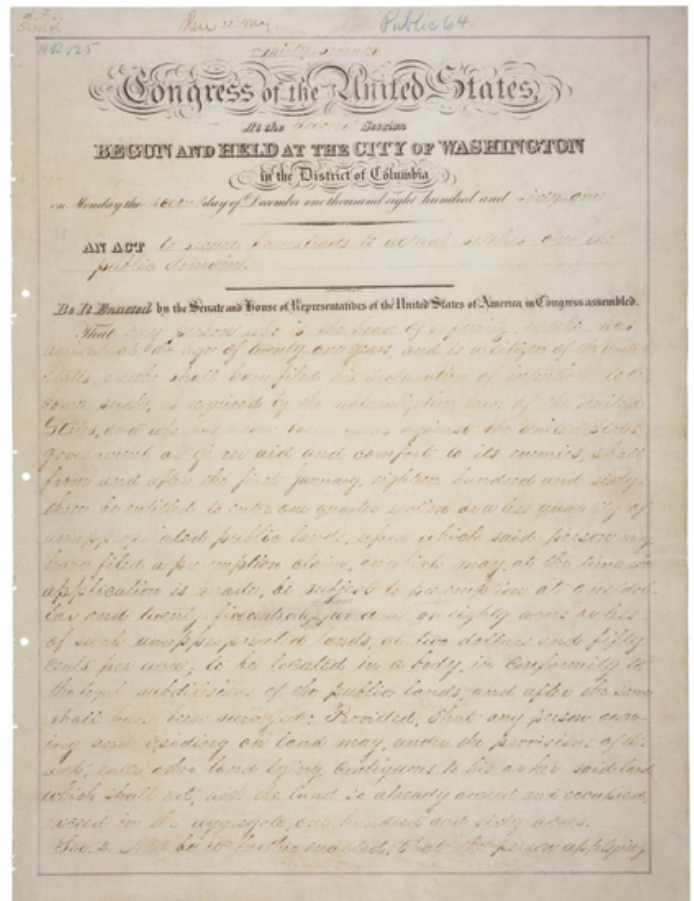 Public 64.
HR 125
Thirty-seventh
Congress of the United States,
At the Second Session
BEGUN AND HELD AT THE CITY OF WASHINGTON
in the District of Columbia
on Monday the second day of December one thousand eight hundred and sixty-one
AN ACT to secure homesteads to actual settlers on the
public domain.
Be It Enacted by the Senate and House of Representatives of the United States of America in Congress assembled.
That any person who is the head of a family, or who has
arrived at the age of twenty one years, and is a citizen of the United
States, or who shall have filed his declaration of intention to be-
come such, as required by the naturalization laws of the United
States, and who has never borne arms against the United States
government or given aid and comfort to its enemies, shall
from and after the first January, eighteen hundred and sixty-
three be entitled to enter one quarter section or a less quantity of
unappropriated public lands, upon which said person may
have filed a pre emption claim, or which may, at the time
application is made, be subject to pre-emption at one dol-
lar and twenty-five cents, or less, per acre, or eighty acres or less
of such unappropriated lands, at two dollars and fifty
cents per acre; to be located in a body, in conformity to
the legal subdivisions of the public lands and after the same
shall have been surveyed: Provided, That any person own-
ing and residing on land may, under the provisions of this
act, enter other land lying contiguous to his or her said land
which shall not, with the land so already owned and occupied,
exceed in the aggregate one hundred and sixty acres.
Sec. 2. And be it further enacted, That the person applying